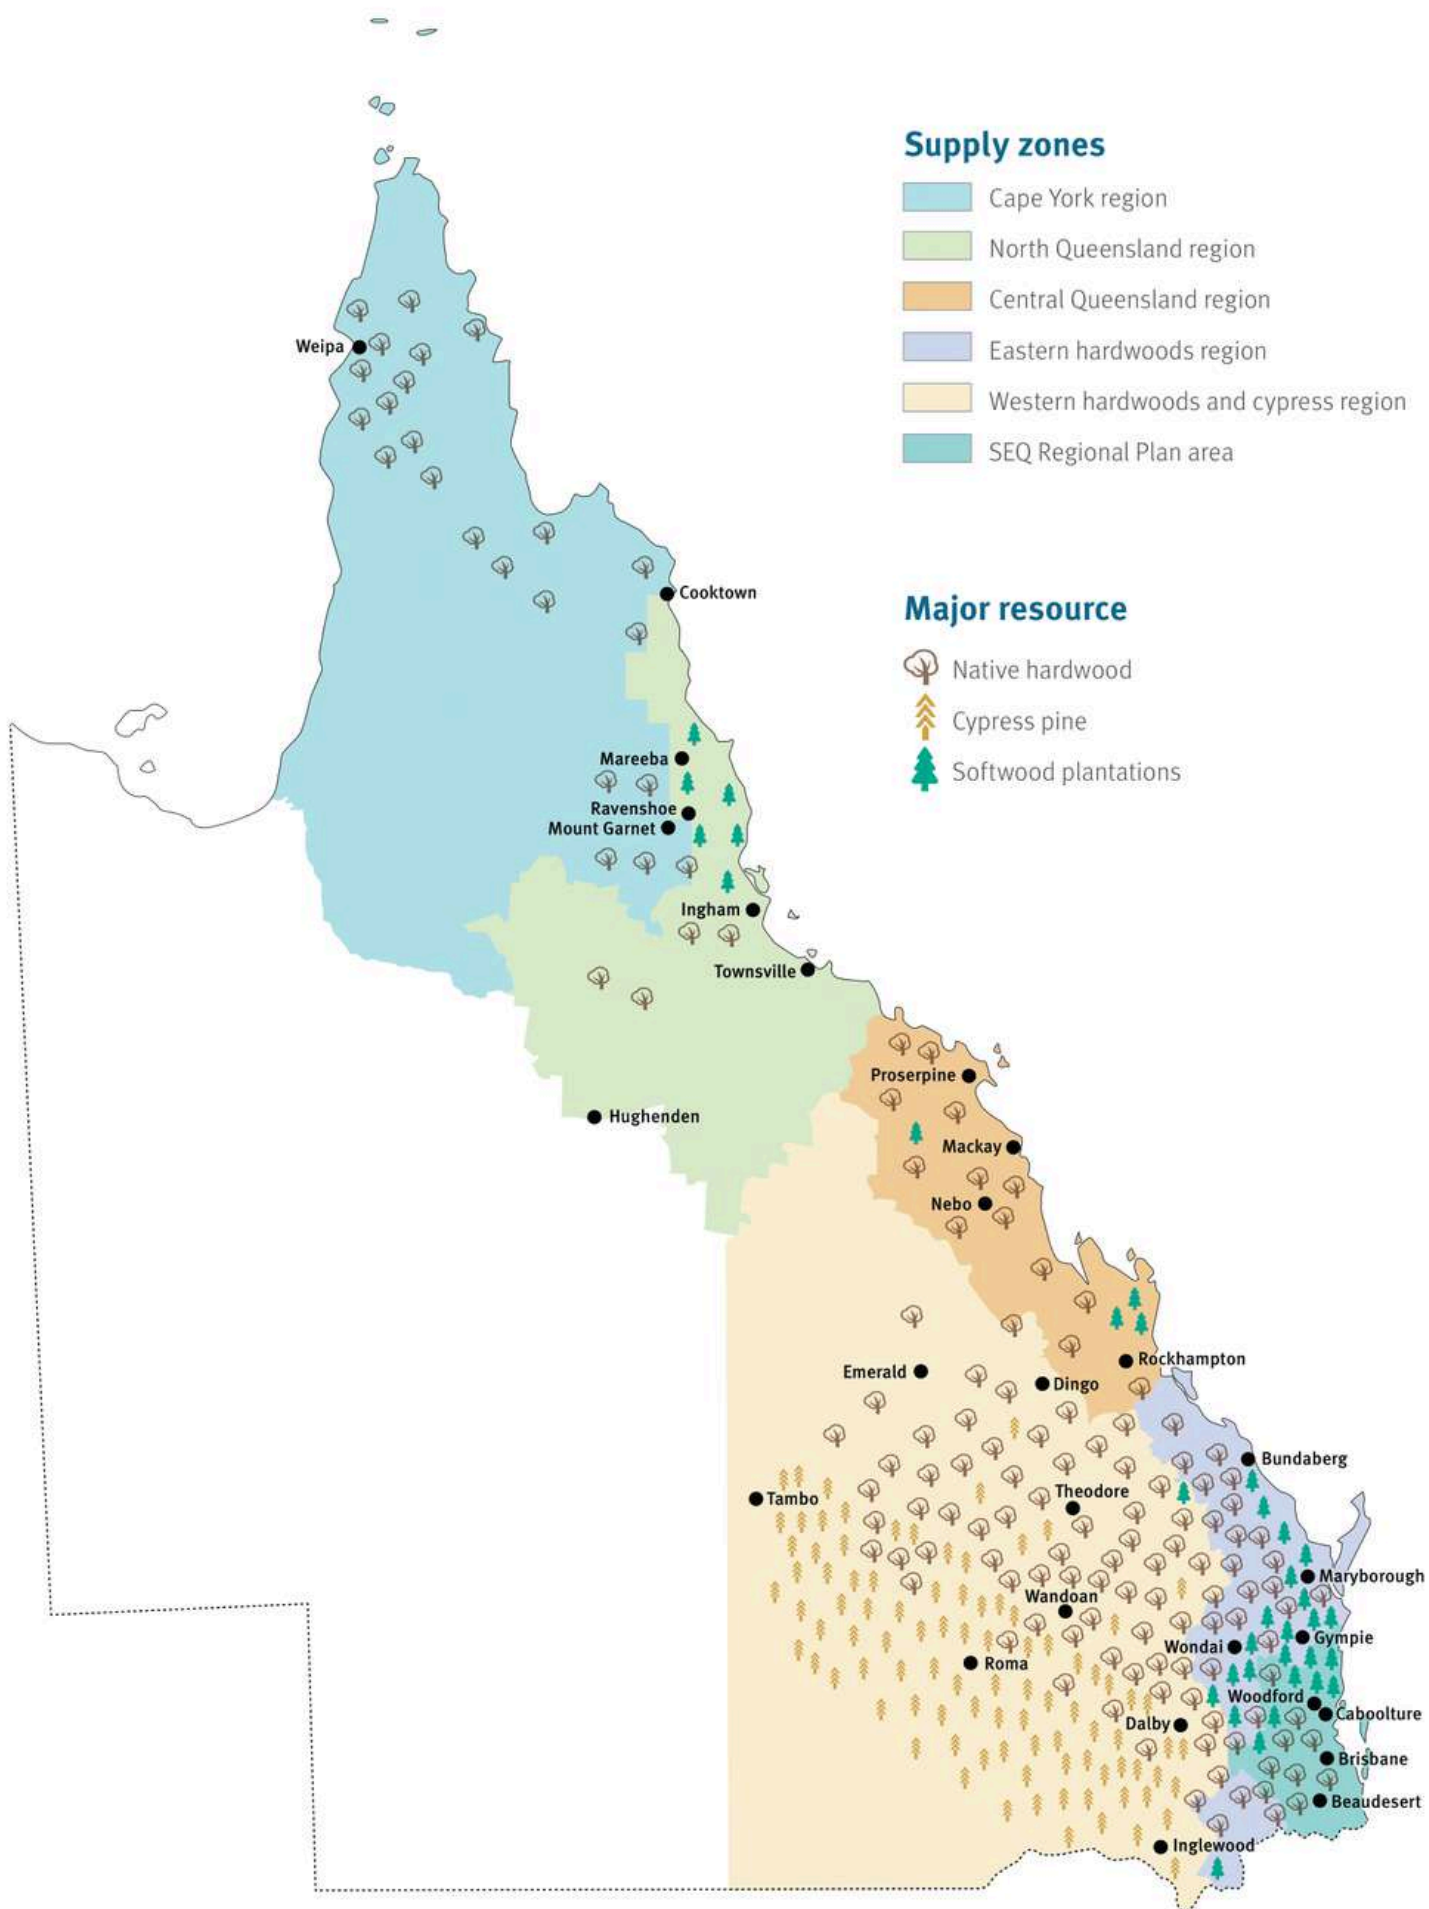 Supply zones
Cape York region
North Queensland region
Central Queensland region
Eastern hardwoods region
Western hardwoods and cypress region
SEQ Regional Plan area
Major resource
Native hardwood
Cypress pine
Softwood plantations
Weipa
Cooktown
Mareeba
Ravenshoe
Mount Garnet
Ingham
Townsville
Proserpine
Hughenden
Mackay
Nebo
Rockhampton
Emerald
Dingo
Bundaberg
Tambo
Theodore
Maryborough
Wandoan
Gympie
Wondai
Roma
Woodford
Caboolture
Dalby
Brisbane
Beaudesert
Inglewood